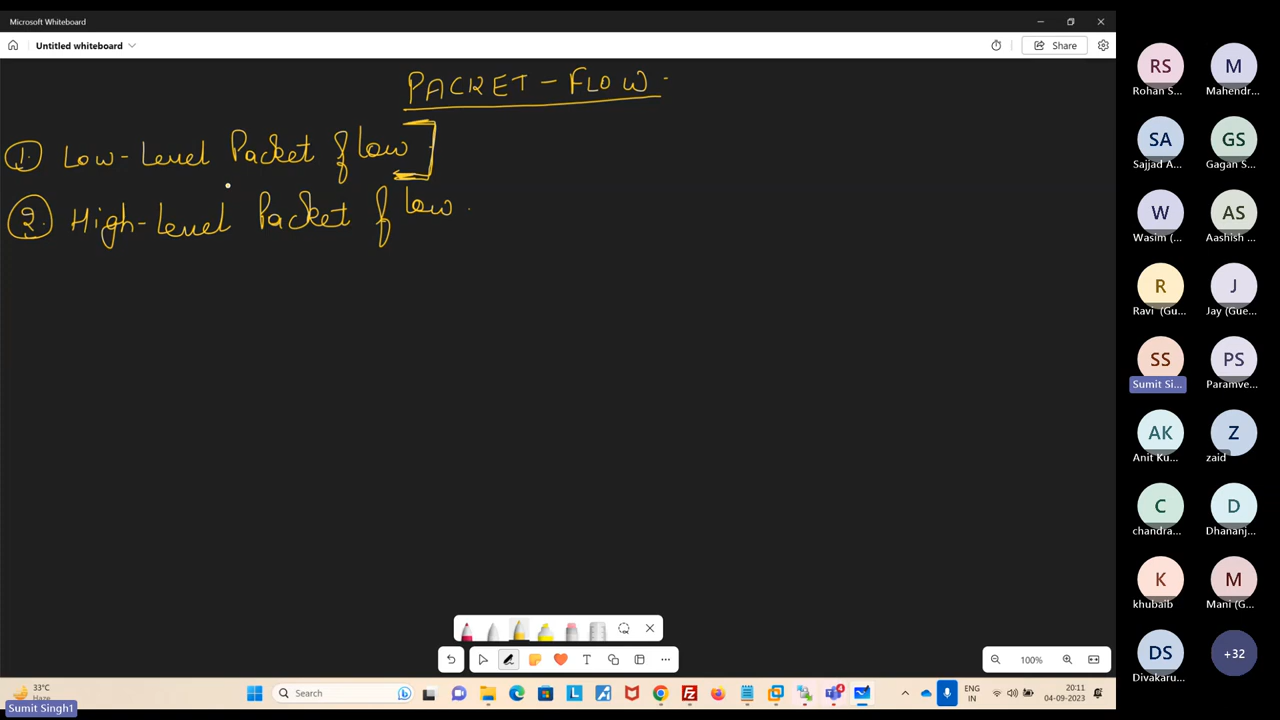 Microsoft Whiteboard
Untitled whiteboard
Share
PACKET - FLOW
1. Low-Level Packet flow
2. High-level Packet flow.
RS
Rohan S...
M
Mahendr...
SA
Sajjad A...
GS
Gagan S...
W
Wasim (...
AS
Aashish ...
R
Ravi (Gu...
J
Jay (Gue...
SS
Sumit Si...
PS
Paramve...
AK
Anit Ku...
Z
zaid
C
chandra...
D
Dhananj...
K
khubaib
M
Mani (G...
DS
Divakaru...
+32
T
100%
33°C
Haze
Search
ENG
IN
20:11
04-09-2023
Sumit Singh1